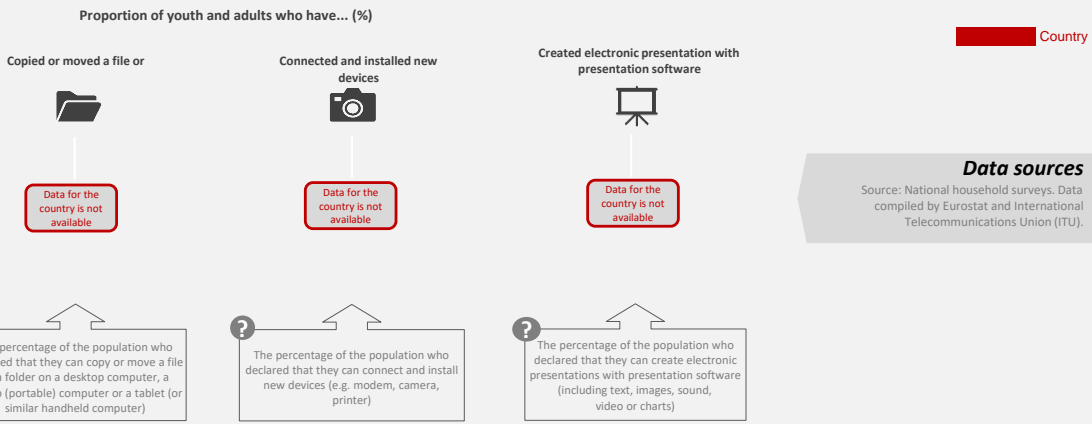 Proportion of youth and adults who have... (%)
Country
Copied or moved a file or
Connected and installed new
devices
Created electronic presentation with
presentation software
Data for the
country is not
available
Data for the
country is not
available
Data for the
country is not
available
Data sources
Source: National household surveys. Data
compiled by Eurostat and International
Telecommunications Union (ITU).
percentage of the population who
that they can copy or move a file
folder on a desktop computer, a
(portable) computer or a tablet (or
similar handheld computer)
?
The percentage of the population who
declared that they can connect and install
new devices (e.g. modem, camera,
printer)
?
The percentage of the population who
declared that they can create electronic
presentations with presentation software
(including text, images, sound,
video or charts)